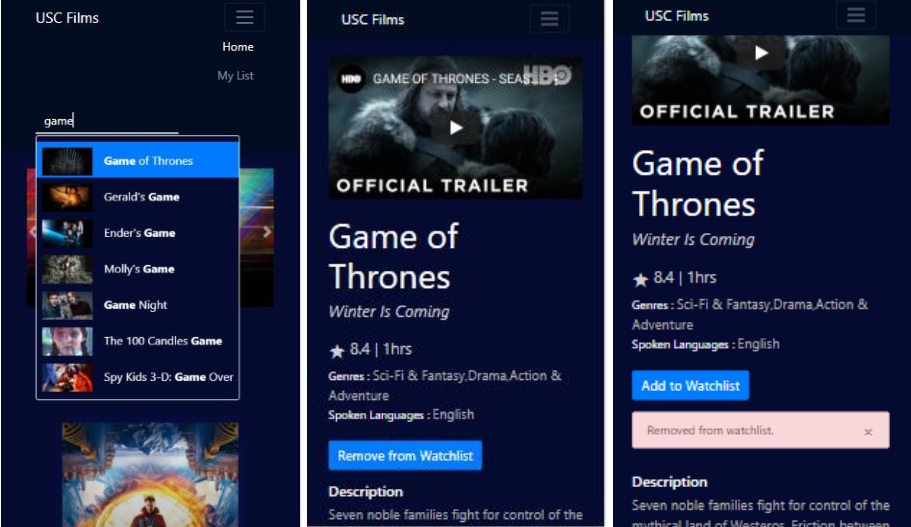 USC Films
Home
My List
game
Game of Thrones
Gerald's Game
Ender's Game
Molly's Game
Game Night
The 100 Candles Game
Spy Kids 3-D: Game Over
USC Films
HBO GAME OF THRONES - SEAS
HBO
OFFICIAL TRAILER
Game of
Thrones
Winter Is Coming
8.4 | 1hrs
Genres : Sci-Fi & Fantasy,Drama,Action &
Adventure
Spoken Languages : English
Remove from Watchlist
Description
Seven noble families fight for control of the
USC Films
OFFICIAL TRAILER
Game of
Thrones
Winter Is Coming
8.4 | 1hrs
Genres : Sci-Fi & Fantasy,Drama,Action &
Adventure
Spoken Languages : English
Add to Watchlist
Removed from watchlist. ×
Description
Seven noble families fight for control of the
mythical land of Westeros. Friction between